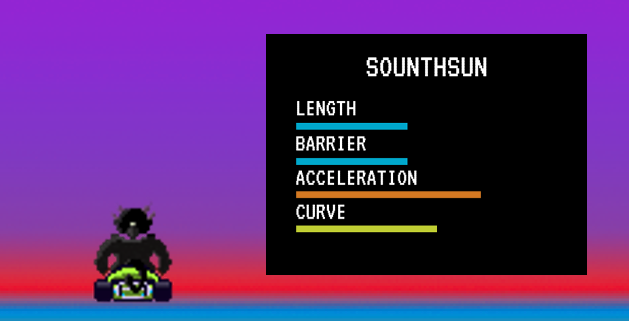 SOUNTHSUN
LENGTH
BARRIER
ACCELERATION
CURVE